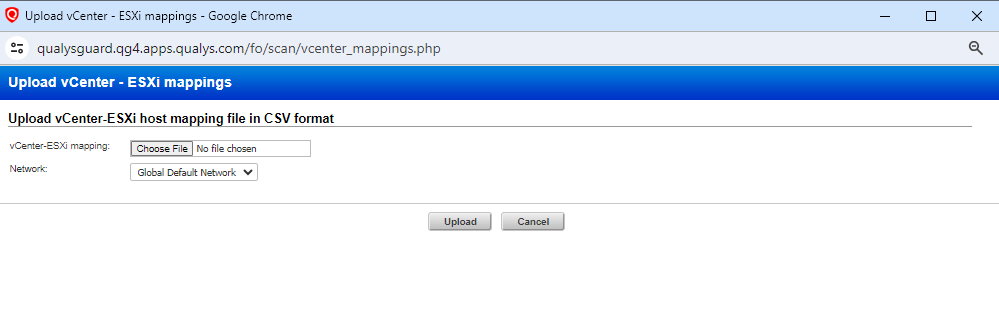 Upload vCenter - ESXi mappings - Google Chrome
qualysguard.qg4.apps.qualys.com/fo/scan/vcenter_mappings.php
Upload vCenter - ESXi mappings
Upload vCenter-ESXi host mapping file in CSV format
vCenter-ESXi mapping: Choose File No file chosen
Network: Global Default Network
Upload Cancel